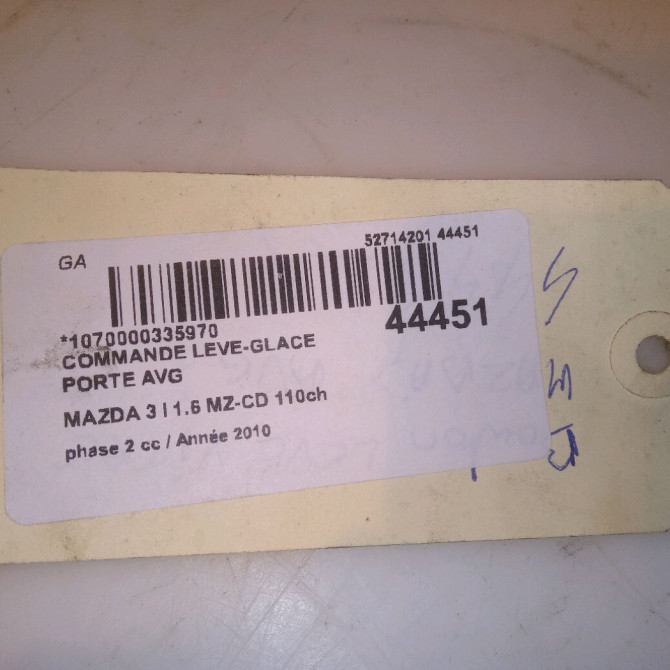 GA
52714201 44451
*1070000335970
44451
COMMANDE LEVE-GLACE
PORTE AVG
MAZDA 3 I 1.6 MZ-CD 110ch
phase 2 cc / Année 2010